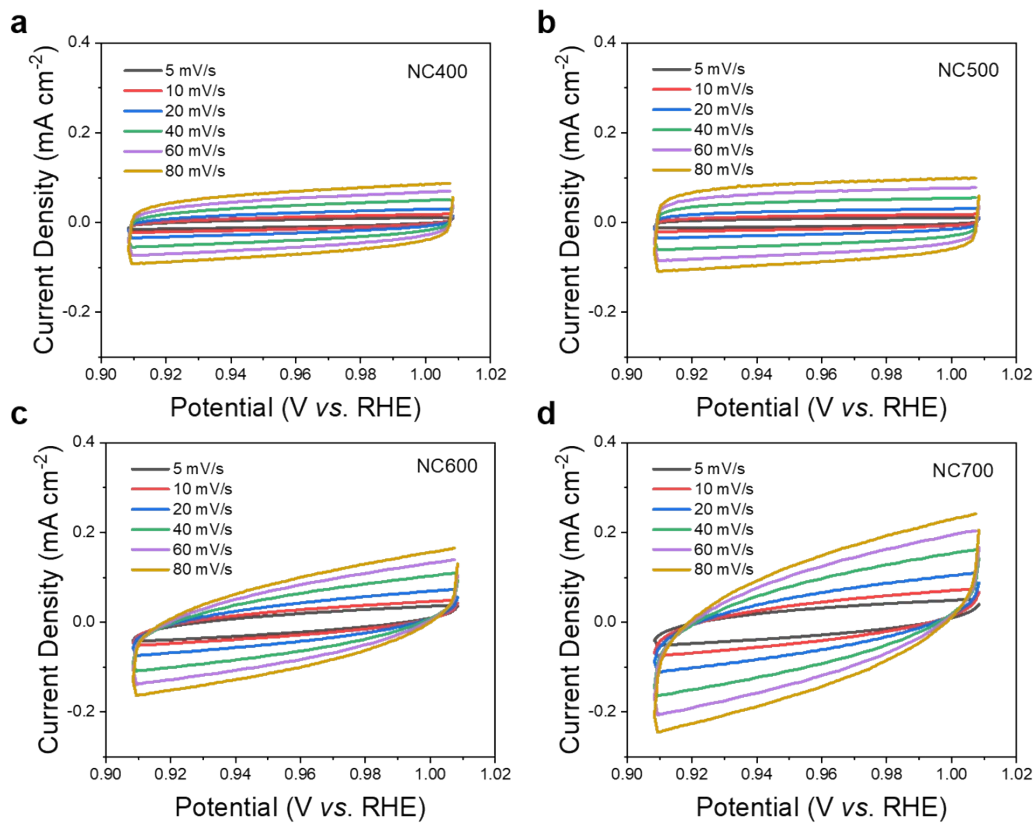 a
0.4
0.2
0.0
-0.2
Current Density (mA cm⁻²)
5 mV/s
10 mV/s
20 mV/s
40 mV/s
60 mV/s
80 mV/s
NC400
0.90 0.92 0.94 0.96 0.98 1.00 1.02
Potential (V vs. RHE)
b
0.4
0.2
0.0
-0.2
Current Density (mA cm⁻²)
5 mV/s
10 mV/s
20 mV/s
40 mV/s
60 mV/s
80 mV/s
NC500
0.90 0.92 0.94 0.96 0.98 1.00 1.02
Potential (V vs. RHE)
c
0.4
0.2
0.0
-0.2
Current Density (mA cm⁻²)
5 mV/s
10 mV/s
20 mV/s
40 mV/s
60 mV/s
80 mV/s
NC600
0.90 0.92 0.94 0.96 0.98 1.00 1.02
Potential (V vs. RHE)
d
0.4
0.2
0.0
-0.2
Current Density (mA cm⁻²)
5 mV/s
10 mV/s
20 mV/s
40 mV/s
60 mV/s
80 mV/s
NC700
0.90 0.92 0.94 0.96 0.98 1.00 1.02
Potential (V vs. RHE)